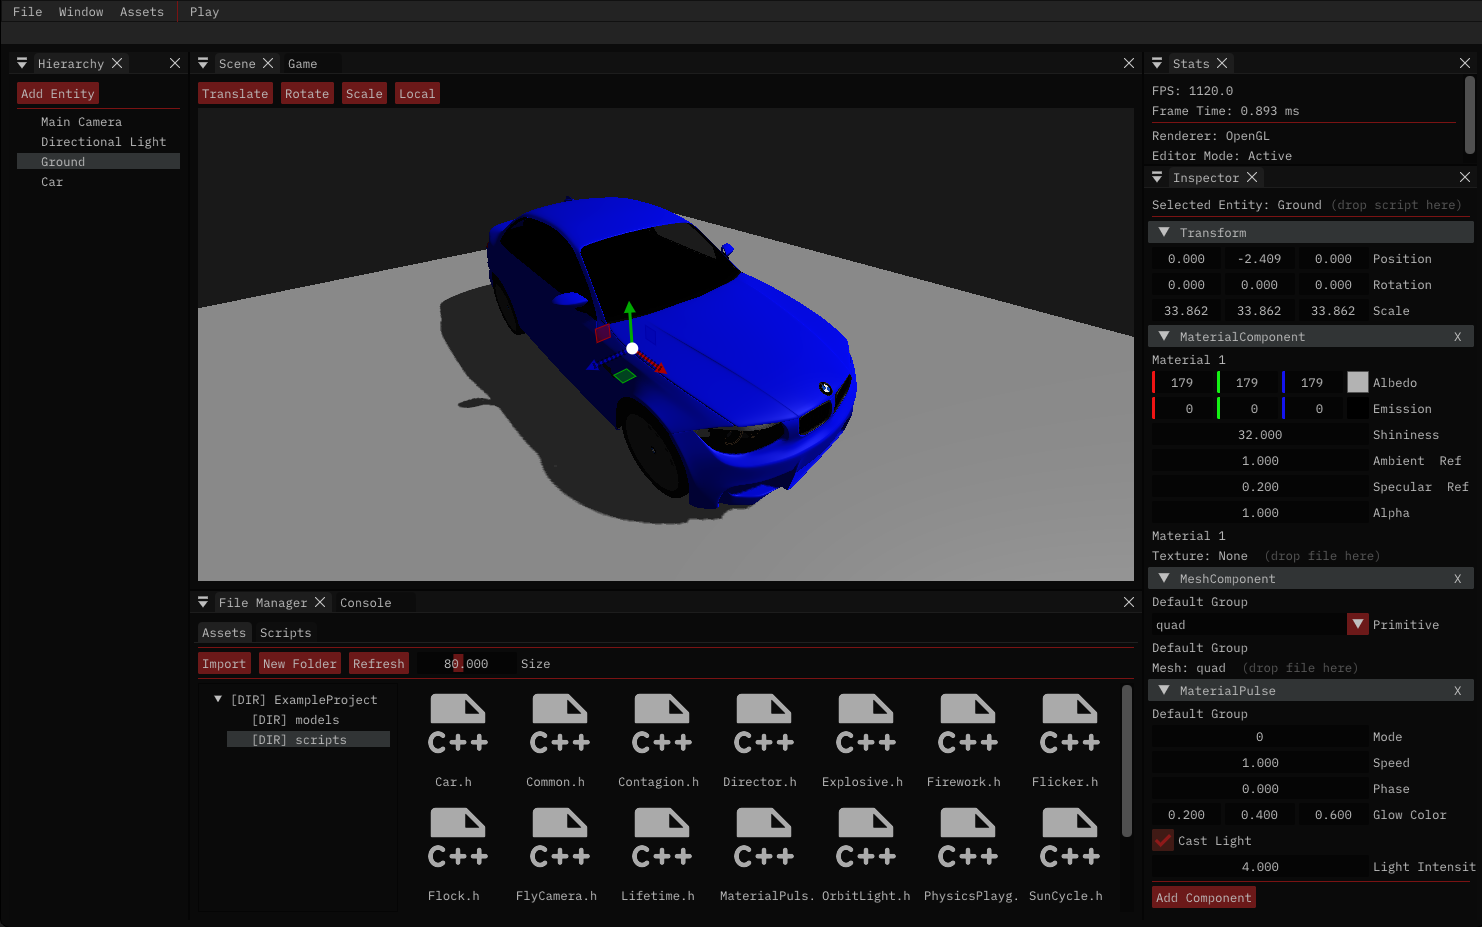 File Window Assets Play
Hierarchy
Add Entity
Main Camera
Directional Light
Ground
Car
Scene Game
Translate Rotate Scale Local
File Manager Console
Assets Scripts
Import New Folder Refresh 80.000 Size
[DIR] ExampleProject
[DIR] models
[DIR] scripts
C++ C++ C++ C++ C++ C++ C++
Car.h Common.h Contagion.h Director.h Explosive.h Firework.h Flicker.h
C++ C++ C++ C++ C++ C++ C++
Flock.h FlyCamera.h Lifetime.h MaterialPuls. OrbitLight.h PhysicsPlayg. SunCycle.h
Stats
FPS: 1120.0
Frame Time: 0.893 ms
Renderer: OpenGL
Editor Mode: Active
Inspector
Selected Entity: Ground (drop script here)
Transform
0.000 -2.409 0.000 Position
0.000 0.000 0.000 Rotation
33.862 33.862 33.862 Scale
MaterialComponent X
Material 1
179 179 179 Albedo
0 0 0 Emission
32.000 Shininess
1.000 Ambient Ref
0.200 Specular Ref
1.000 Alpha
Material 1
Texture: None (drop file here)
MeshComponent X
Default Group
quad Primitive
Default Group
Mesh: quad (drop file here)
MaterialPulse X
Default Group
0 Mode
1.000 Speed
0.000 Phase
0.200 0.400 0.600 Glow Color
Cast Light
4.000 Light Intensit
Add Component